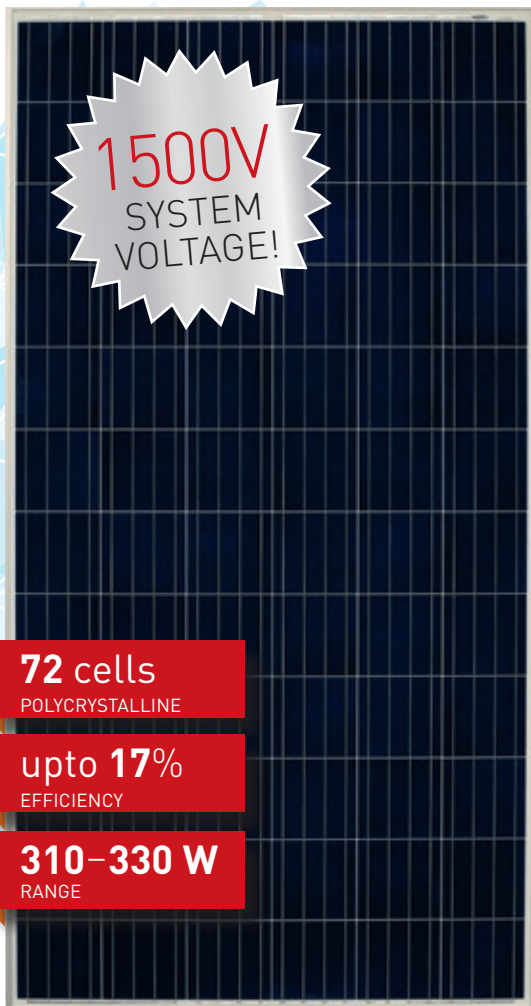 1500V
SYSTEM
VOLTAGE!
72 cells
POLYCRYSTALLINE
upto 17%
EFFICIENCY
310–330 W
RANGE